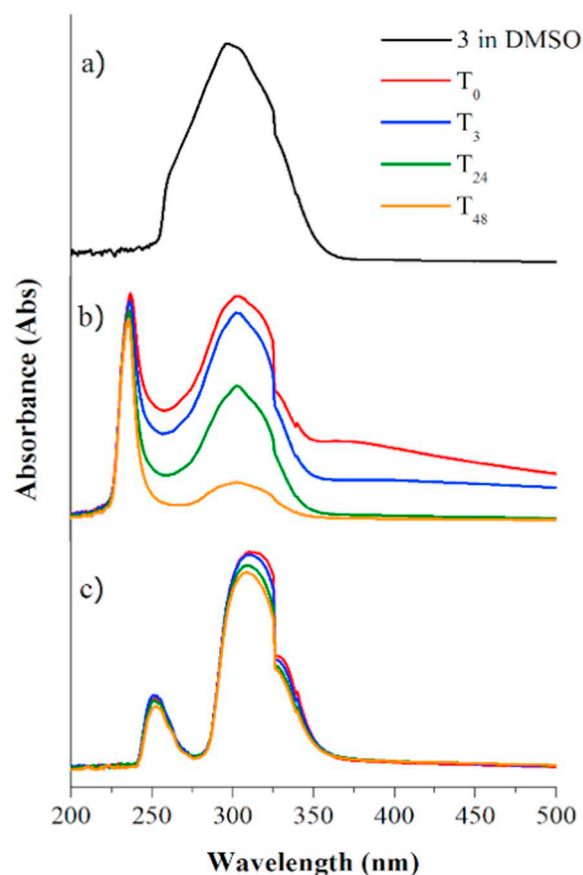 a)
3 in DMSO
T0
T3
T24
T48
b)
c)
Absorbance (Abs)
200 250 300 350 400 450 500
Wavelength (nm)